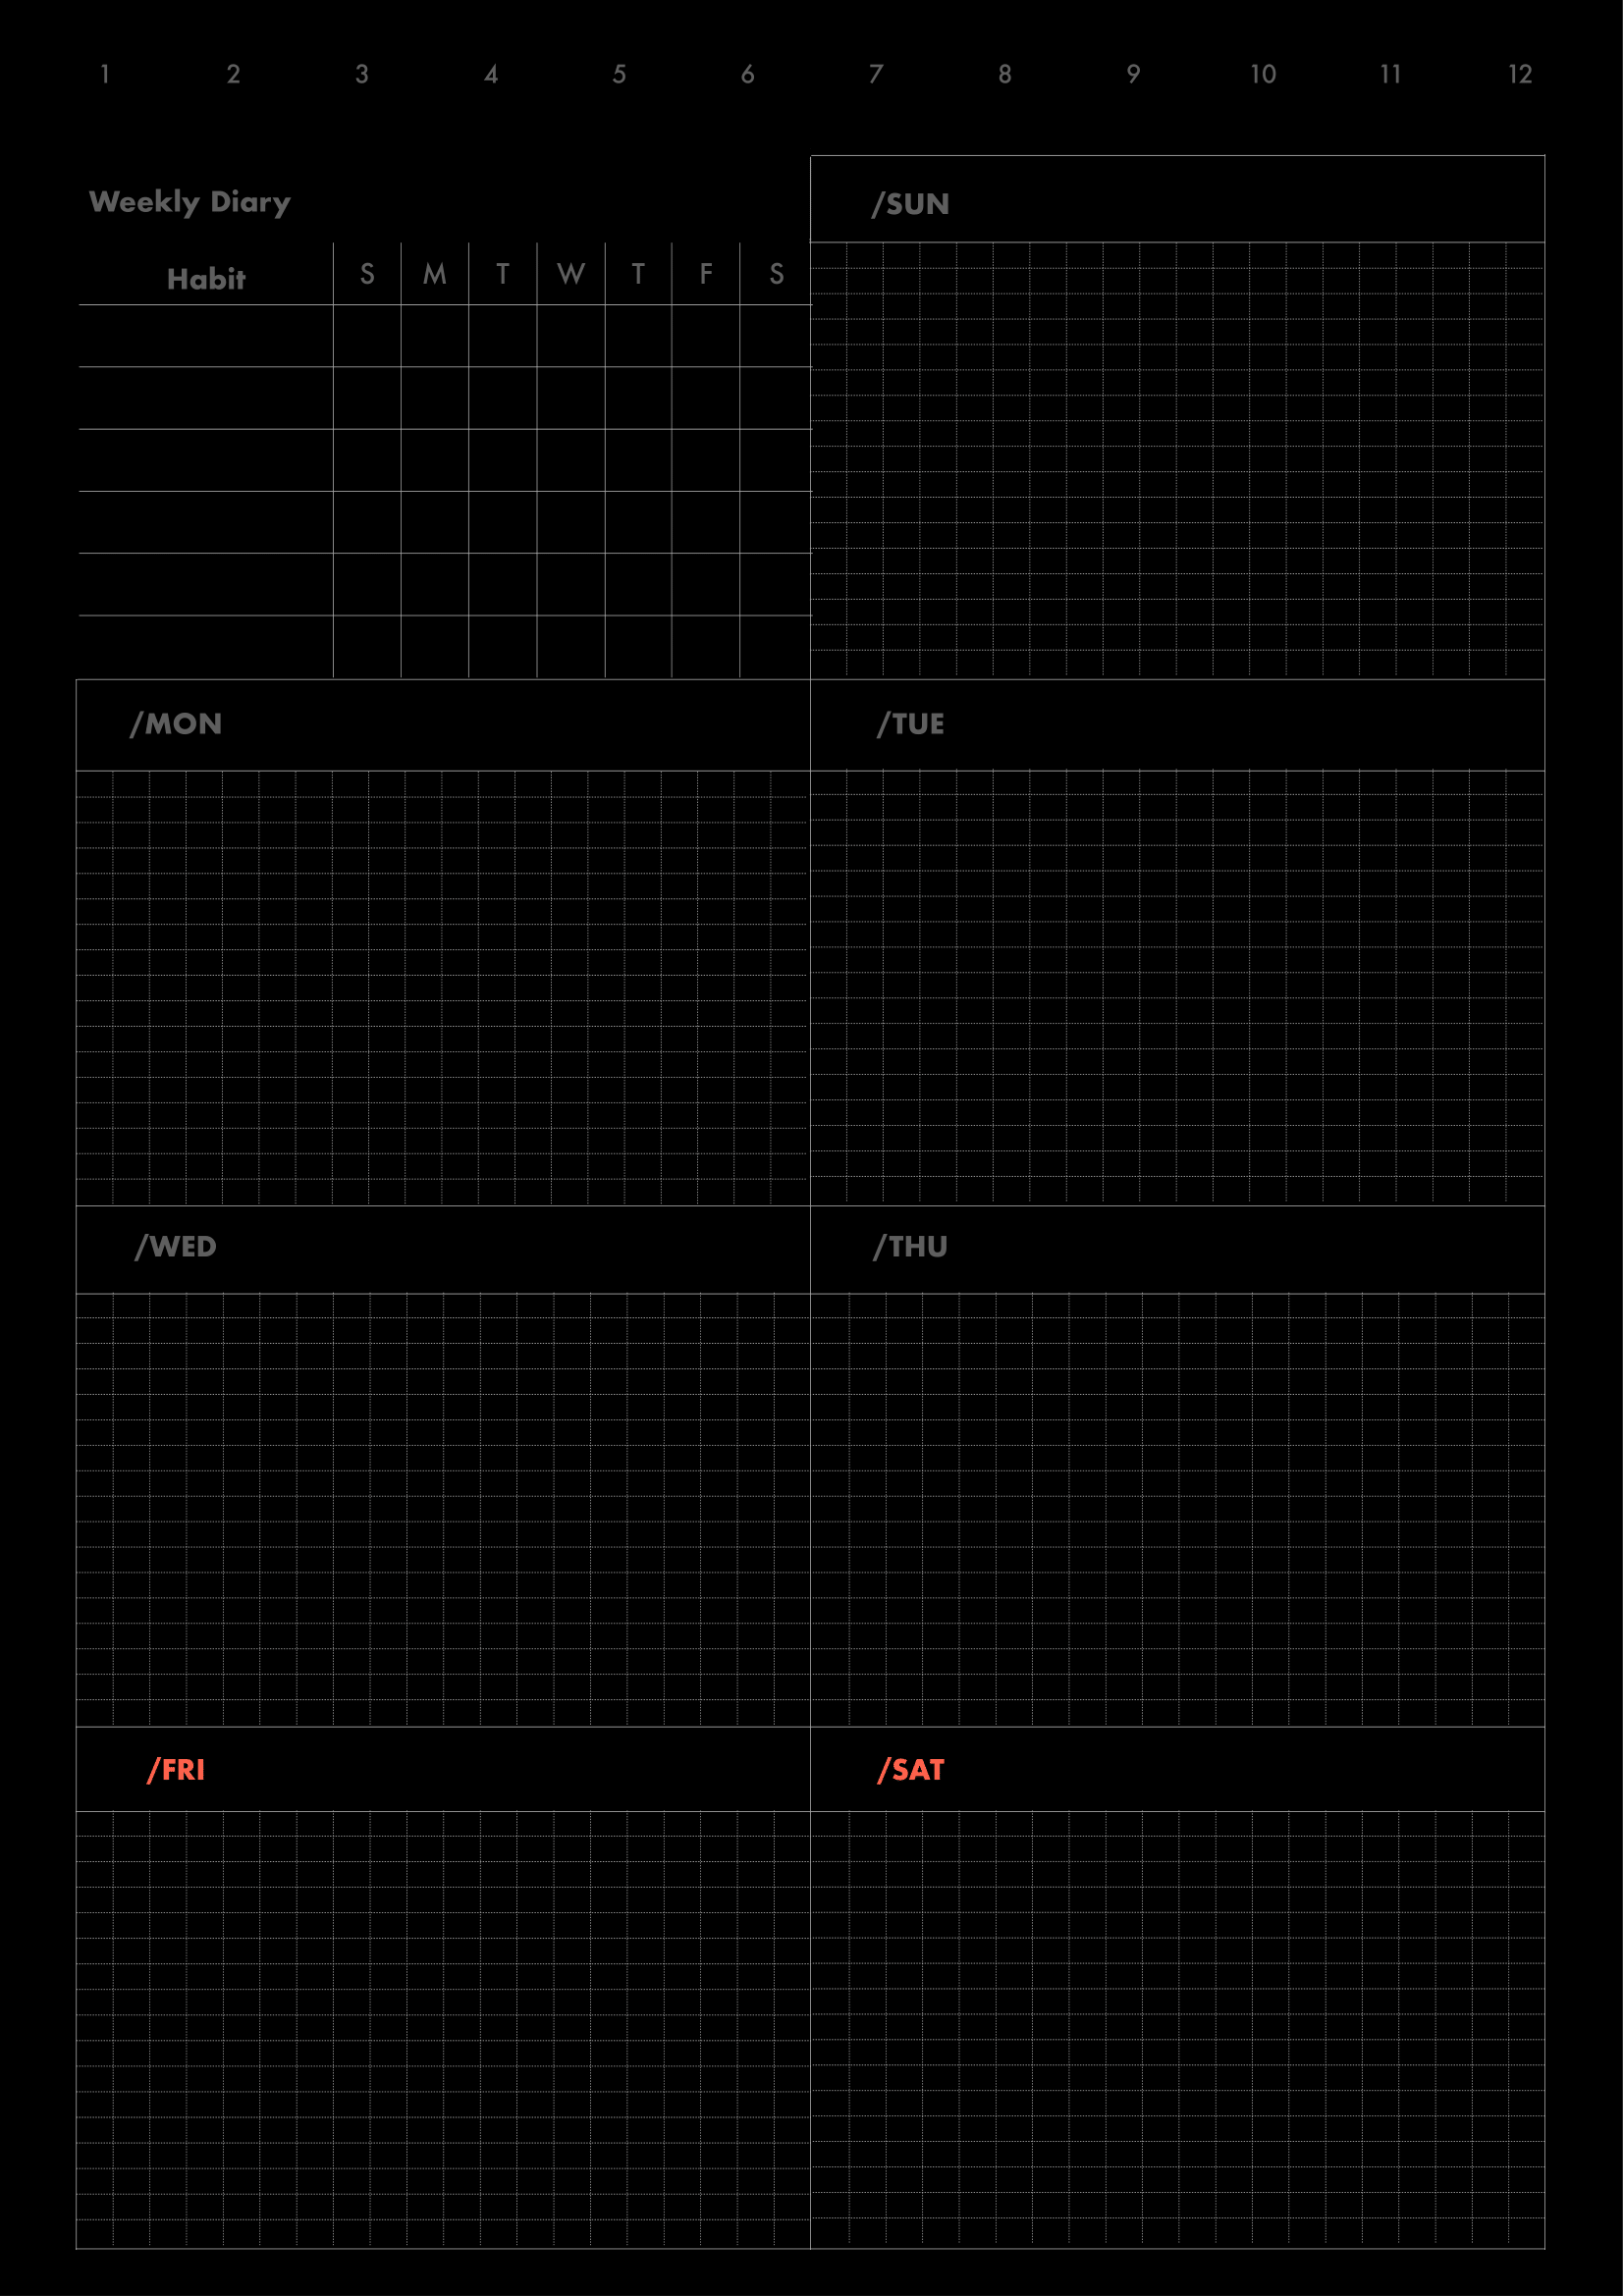 1 2 3 4 5 6 7 8 9 10 11 12
Weekly Diary
Habit S M T W T F S
/SUN
/MON
/TUE
/WED
/THU
/FRI
/SAT